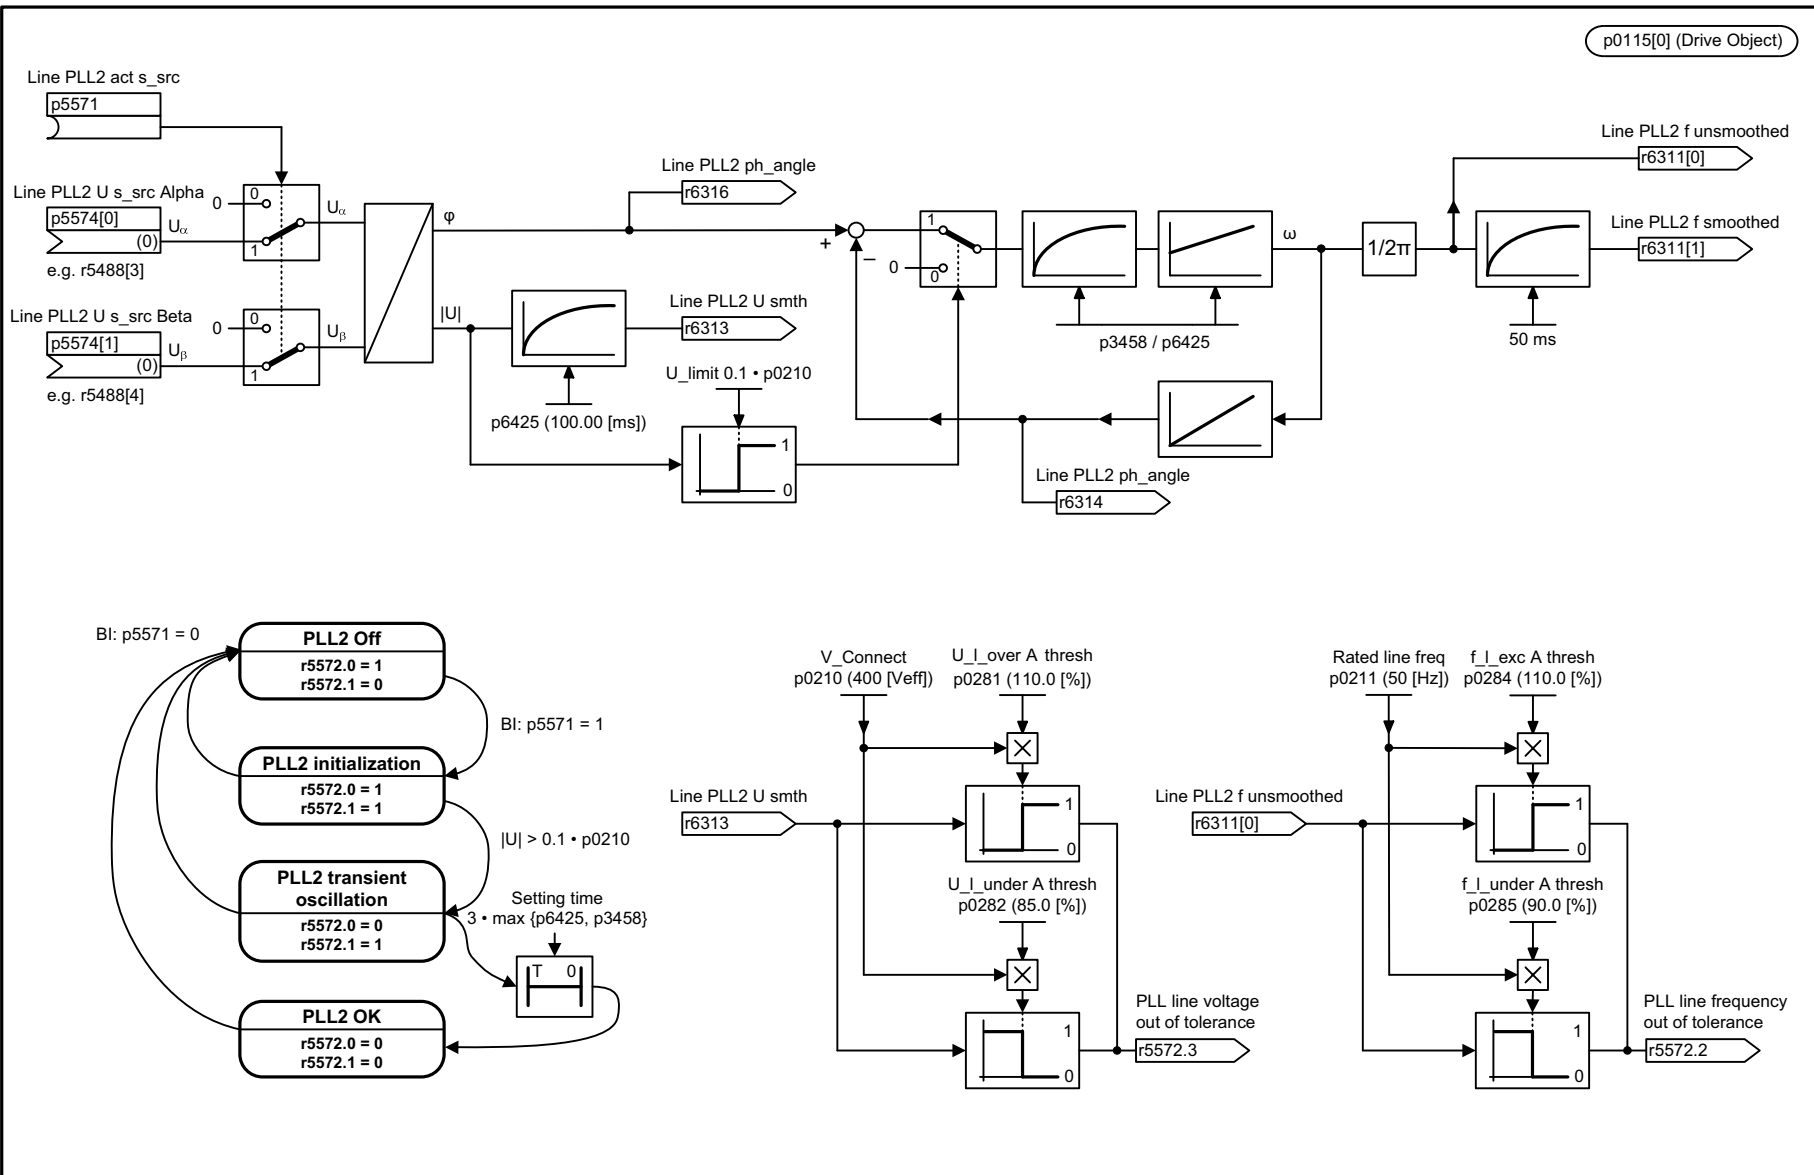 p0115[0] (Drive Object)
Line PLL2 act s_src
p5571
Line PLL2 U s_src Alpha
p5574[0]
(0)
Uα
e.g. r5488[3]
0
0
1
Uα
Line PLL2 U s_src Beta
p5574[1]
(0)
Uβ
e.g. r5488[4]
0
0
1
Uβ
φ
|U|
Line PLL2 ph_angle
r6316
Line PLL2 U smth
r6313
p6425 (100.00 [ms])
U_limit 0.1 • p0210
1
0
+
–
1
0
0
p3458 / p6425
ω
1/2π
Line PLL2 f unsmoothed
r6311[0]
Line PLL2 f smoothed
r6311[1]
50 ms
Line PLL2 ph_angle
r6314
BI: p5571 = 0
PLL2 Off
r5572.0 = 1
r5572.1 = 0
BI: p5571 = 1
PLL2 initialization
r5572.0 = 1
r5572.1 = 1
|U| > 0.1 • p0210
PLL2 transient
oscillation
r5572.0 = 0
r5572.1 = 1
Setting time
3 • max {p6425, p3458}
T 0
PLL2 OK
r5572.0 = 0
r5572.1 = 0
V_Connect
p0210 (400 [Veff])
U_l_over A thresh
p0281 (110.0 [%])
Line PLL2 U smth
r6313
1
0
U_l_under A thresh
p0282 (85.0 [%])
1
0
PLL line voltage
out of tolerance
r5572.3
Rated line freq
p0211 (50 [Hz])
f_l_exc A thresh
p0284 (110.0 [%])
Line PLL2 f unsmoothed
r6311[0]
1
0
f_l_under A thresh
p0285 (90.0 [%])
1
0
PLL line frequency
out of tolerance
r5572.2